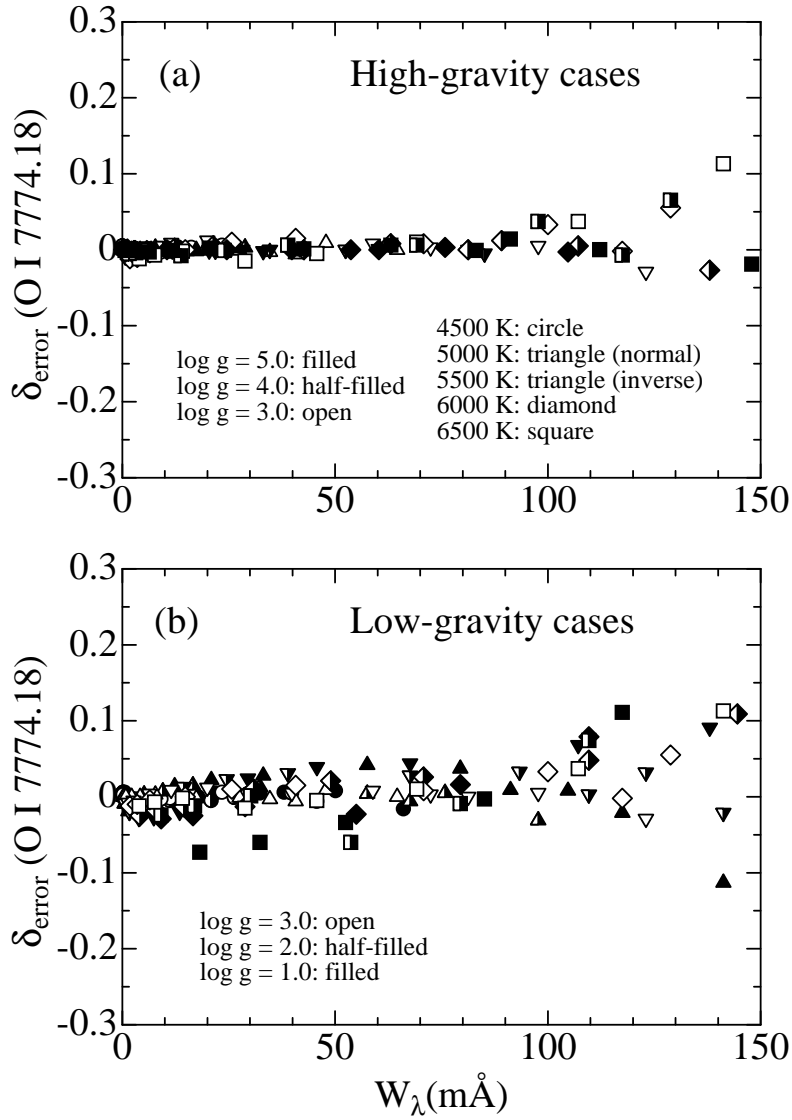 0.3
(a) High-gravity cases
0.2
0.1
0
-0.1
-0.2
-0.3
δerror (O I 7774.18)
log g = 5.0: filled
log g = 4.0: half-filled
log g = 3.0: open
4500 K: circle
5000 K: triangle (normal)
5500 K: triangle (inverse)
6000 K: diamond
6500 K: square
0 50 100 150
0.3
(b) Low-gravity cases
0.2
0.1
0
-0.1
-0.2
-0.3
δerror (O I 7774.18)
log g = 3.0: open
log g = 2.0: half-filled
log g = 1.0: filled
0 50 100 150
Wλ(mÅ)